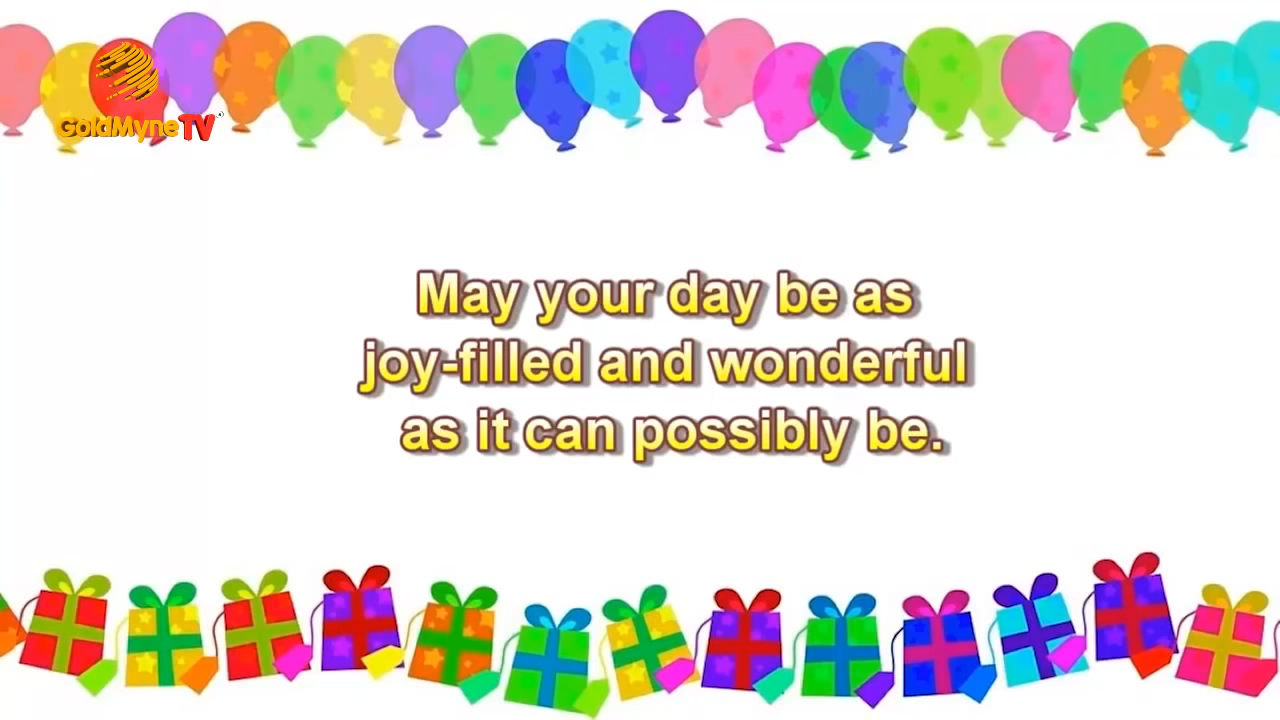 GoldMyneTV
May your day be as
joy-filled and wonderful
as it can possibly be.